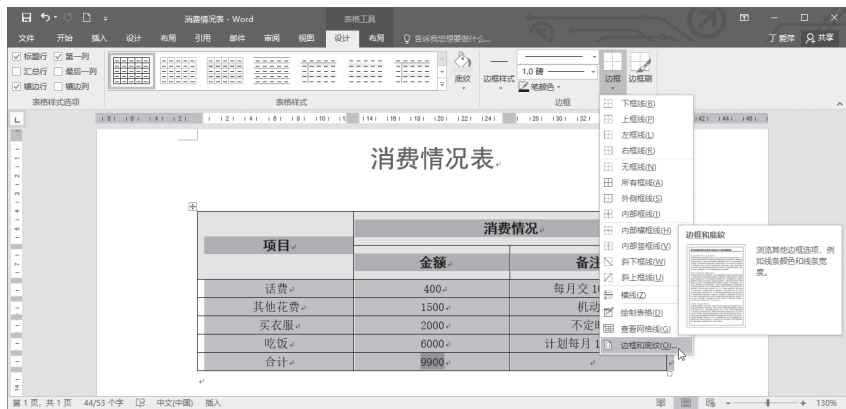 消费情况表 - Word
表格工具
文件 开始 插入 设计 布局 引用 邮件 审阅 视图 设计 布局 告诉我您想要做什么... 丁爱萍 共享
标题行 第一列
汇总行 最后一列
镶边行 镶边列
底纹 边框样式 1.0 磅 笔颜色 边框 边框刷
表格样式选项 表格样式 边框
下框线(B)
上框线(P)
左框线(L)
右框线(R)
无框线(N)
所有框线(A)
外侧框线(S)
内部框线(I)
内部横框线(H)
内部竖框线(V)
斜下框线(W)
斜上框线(U)
横线(Z)
绘制表格(D)
查看网格线(G)
边框和底纹(O)...
边框和底纹
浏览其他边框选项，例
如线条颜色和线条宽
度。
消费情况表
项目 消费情况
金额 备注
话费 400 每月交 10
其他花费 1500 机动
买衣服 2000 不定
吃饭 6000 计划每月 1
合计 9900
第 1 页，共 1 页 44/53 个字 中文(中国) 插入 130%